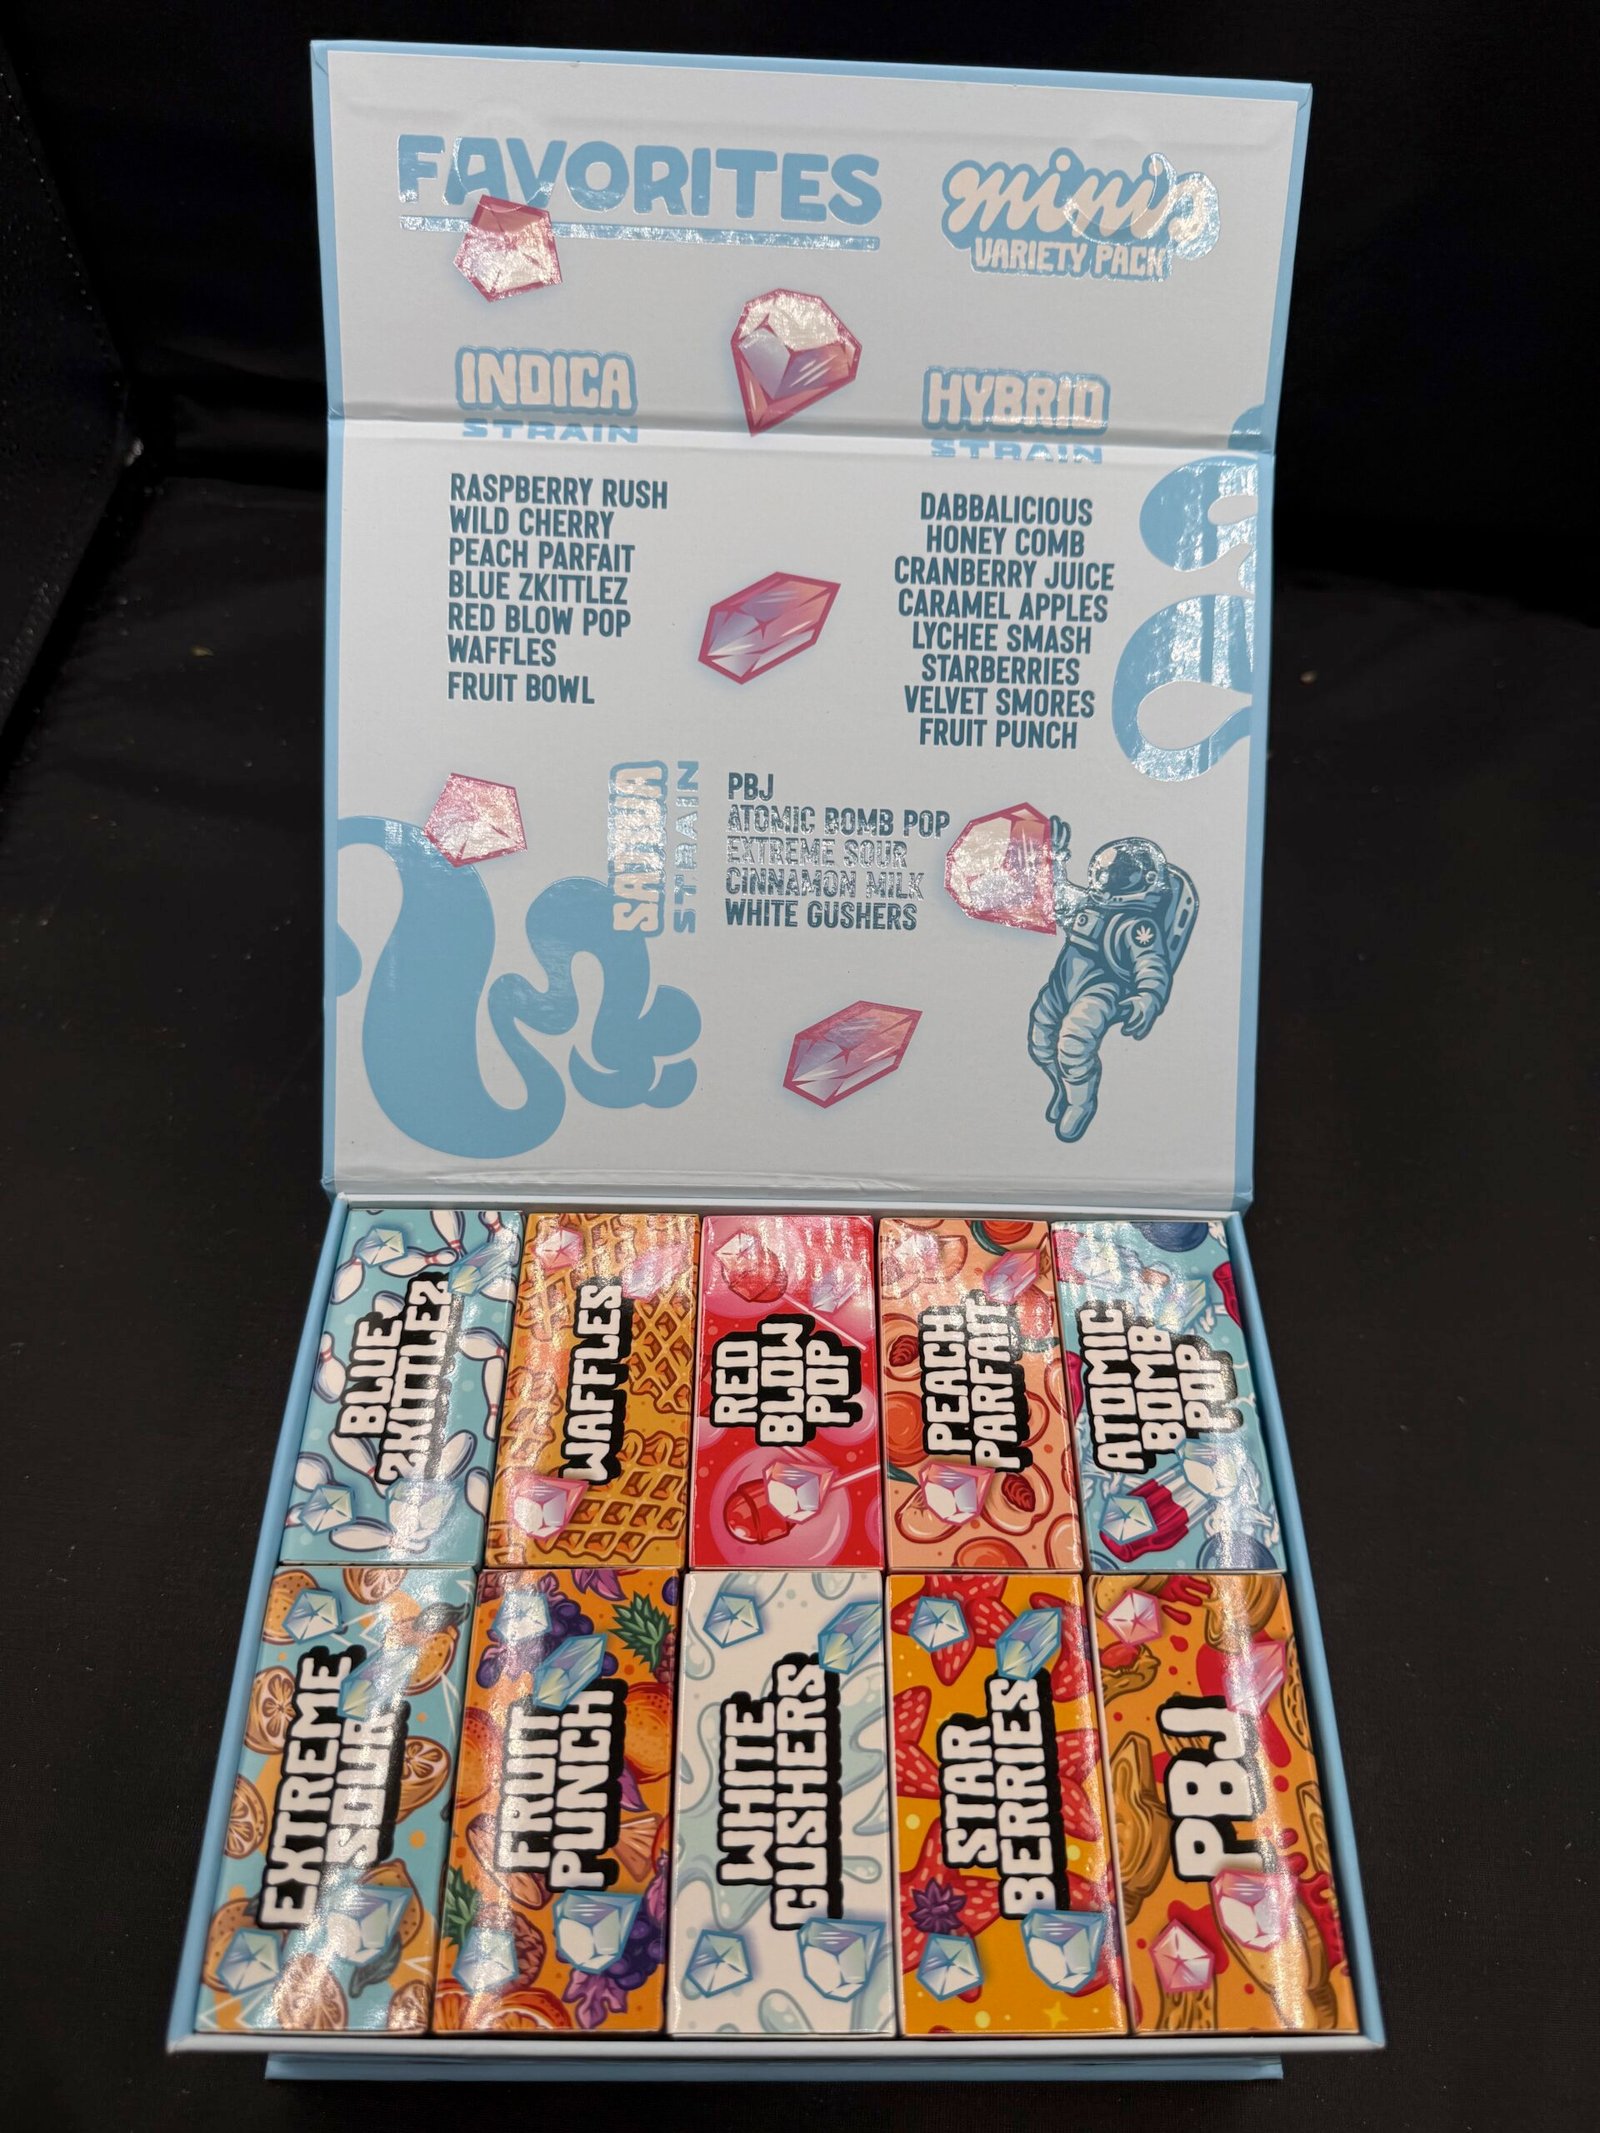 FAVORITES
mini's
VARIETY PACK
INDICA
STRAIN
RASPBERRY RUSH
WILD CHERRY
PEACH PARFAIT
BLUE ZKITTLEZ
RED BLOW POP
WAFFLES
FRUIT BOWL
HYBRID
STRAIN
DABBALICIOUS
HONEY COMB
CRANBERRY JUICE
CARAMEL APPLES
LYCHEE SMASH
STARBERRIES
VELVET SMORES
FRUIT PUNCH
SATIVA
STRAIN
PBJ
ATOMIC BOMB POP
EXTREME SOUR
CINNAMON MILK
WHITE GUSHERS
BLUE
ZKITTLEZ
WAFFLES
RED
BLOW
POP
PEACH
PARFAIT
ATOMIC
BOMB
POP
EXTREME
SOUR
FRUIT
PUNCH
WHITE
GUSHERS
STAR
BERRIES
PBJ